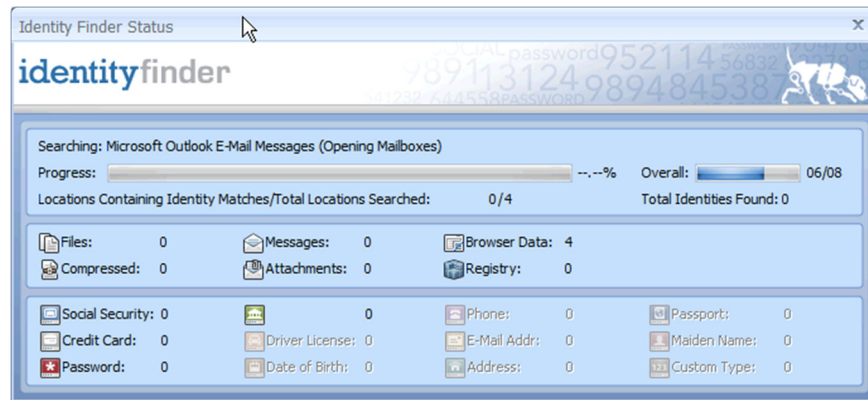 Identity Finder Status
identityfinder
Searching: Microsoft Outlook E-Mail Messages (Opening Mailboxes)
Progress: --.--% Overall: 06/08
Locations Containing Identity Matches/Total Locations Searched: 0/4 Total Identities Found: 0
Files: 0 Messages: 0 Browser Data: 4
Compressed: 0 Attachments: 0 Registry: 0
Social Security: 0 0 Phone: 0 Passport: 0
Credit Card: 0 Driver License: 0 E-Mail Addr: 0 Maiden Name: 0
Password: 0 Date of Birth: 0 Address: 0 Custom Type: 0